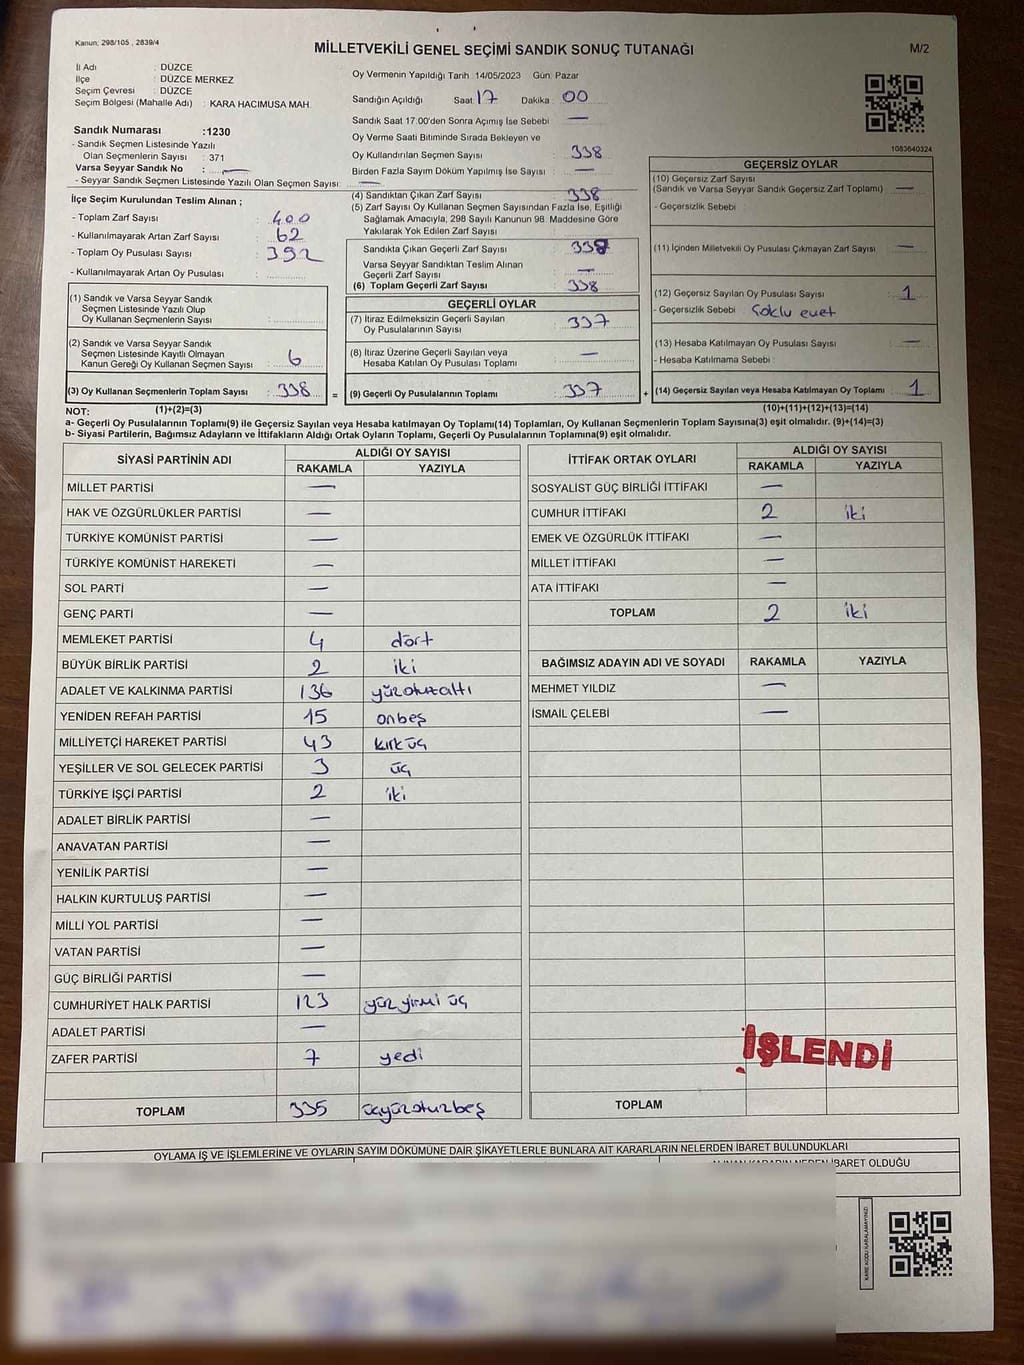 Kanun: 298/105 , 2839/4
MİLLETVEKİLİ GENEL SEÇİMİ SANDIK SONUÇ TUTANAĞI
M/2
İl Adı : DÜZCE
İlçe : DÜZCE MERKEZ
Seçim Çevresi : DÜZCE
Seçim Bölgesi (Mahalle Adı) : KARA HACIMUSA MAH.
Sandık Numarası :1230
- Sandık Seçmen Listesinde Yazılı
Olan Seçmenlerin Sayısı : 371
Varsa Seyyar Sandık No : —
- Seyyar Sandık Seçmen Listesinde Yazılı Olan Seçmen Sayısı: —
Oy Vermenin Yapıldığı Tarih :14/05/2023 Gün: Pazar
Sandığın Açıldığı Saat: 17 Dakika : 00
Sandık Saat 17:00'den Sonra Açımış İse Sebebi : —
Oy Verme Saati Bitiminde Sırada Bekleyen ve
Oy Kullandırılan Seçmen Sayısı : 338
Birden Fazla Sayım Döküm Yapılmış İse Sayısı : —
1083640324
İlçe Seçim Kurulundan Teslim Alınan ;
- Toplam Zarf Sayısı : 400
- Kullanılmayarak Artan Zarf Sayısı : 62
- Toplam Oy Pusulası Sayısı : 392
- Kullanılmayarak Artan Oy Pusulası :
(1) Sandık ve Varsa Seyyar Sandık
Seçmen Listesinde Yazılı Olup
Oy Kullanan Seçmenlerin Sayısı :
(2) Sandık ve Varsa Seyyar Sandık
Seçmen Listesinde Kayıtlı Olmayan
Kanun Gereği Oy Kullanan Seçmen Sayısı : 6
(3) Oy Kullanan Seçmenlerin Toplam Sayısı : 338
(4) Sandıktan Çıkan Zarf Sayısı : 338
(5) Zarf Sayısı Oy Kullanan Seçmen Sayısından Fazla İse, Eşitliği
Sağlamak Amacıyla, 298 Sayılı Kanunun 98. Maddesine Göre
Yakılarak Yok Edilen Zarf Sayısı :
Sandıkta Çıkan Geçerli Zarf Sayısı : 338
Varsa Seyyar Sandıktan Teslim Alınan
Geçerli Zarf Sayısı : —
(6) Toplam Geçerli Zarf Sayısı : 338
GEÇERLİ OYLAR
(7) İtiraz Edilmeksizin Geçerli Sayılan
Oy Pusulalarının Sayısı : 337
(8) İtiraz Üzerine Geçerli Sayılan veya
Hesaba Katılan Oy Pusulası Toplamı : —
= (9) Geçerli Oy Pusulalarının Toplamı : 337
GEÇERSİZ OYLAR
(10) Geçersiz Zarf Sayısı
(Sandık ve Varsa Seyyar Sandık Geçersiz Zarf Toplamı) : —
- Geçersizlik Sebebi :
(11) İçinden Milletvekili Oy Pusulası Çıkmayan Zarf Sayısı : —
(12) Geçersiz Sayılan Oy Pusulası Sayısı : 1
- Geçersizlik Sebebi : Çoklu evet
(13) Hesaba Katılmayan Oy Pusulası Sayısı : —
- Hesaba Katılmama Sebebi :
+ (14) Geçersiz Sayılan veya Hesaba Katılmayan Oy Toplamı : 1
NOT: (1)+(2)=(3) (10)+(11)+(12)+(13)=(14)
a- Geçerli Oy Pusulalarının Toplamı(9) ile Geçersiz Sayılan veya Hesaba katılmayan Oy Toplamı(14) Toplamları, Oy Kullanan Seçmenlerin Toplam Sayısına(3) eşit olmalıdır. (9)+(14)=(3)
b- Siyasi Partilerin, Bağımsız Adayların ve İttifakların Aldığı Ortak Oyların Toplamı, Geçerli Oy Pusulalarının Toplamına(9) eşit olmalıdır.
SİYASİ PARTİNİN ADI ALDIĞI OY SAYISI
RAKAMLA YAZIYLA
MİLLET PARTİSİ —
HAK VE ÖZGÜRLÜKLER PARTİSİ —
TÜRKİYE KOMÜNİST PARTİSİ —
TÜRKİYE KOMÜNİST HAREKETİ —
SOL PARTİ —
GENÇ PARTİ —
MEMLEKET PARTİSİ 4 dört
BÜYÜK BİRLİK PARTİSİ 2 iki
ADALET VE KALKINMA PARTİSİ 136 yüzotuzaltı
YENİDEN REFAH PARTİSİ 15 onbeş
MİLLİYETÇİ HAREKET PARTİSİ 43 kırk üç
YEŞİLLER VE SOL GELECEK PARTİSİ 3 üç
TÜRKİYE İŞÇİ PARTİSİ 2 iki
ADALET BİRLİK PARTİSİ —
ANAVATAN PARTİSİ —
YENİLİK PARTİSİ —
HALKIN KURTULUŞ PARTİSİ —
MİLLİ YOL PARTİSİ —
VATAN PARTİSİ —
GÜÇ BİRLİĞİ PARTİSİ —
CUMHURİYET HALK PARTİSİ 123 yüz yirmi üç
ADALET PARTİSİ —
ZAFER PARTİSİ 7 yedi
TOPLAM 335 üçyüzotuzbeş
İTTİFAK ORTAK OYLARI ALDIĞI OY SAYISI
RAKAMLA YAZIYLA
SOSYALİST GÜÇ BİRLİĞİ İTTİFAKI —
CUMHUR İTTİFAKI 2 iki
EMEK VE ÖZGÜRLÜK İTTİFAKI —
MİLLET İTTİFAKI —
ATA İTTİFAKI —
TOPLAM 2 iki
BAĞIMSIZ ADAYIN ADI VE SOYADI RAKAMLA YAZIYLA
MEHMET YILDIZ —
İSMAİL ÇELEBİ —
İŞLENDİ
TOPLAM
OYLAMA İŞ VE İŞLEMLERİNE VE OYLARIN SAYIM DÖKÜMÜNE DAİR ŞİKAYETLERLE BUNLARA AİT KARARLARIN NELERDEN İBARET BULUNDUKLARI
ALINAN KARARIN NEDEN İBARET OLDUĞU
KARE KODU KARALAMAYINIZ!